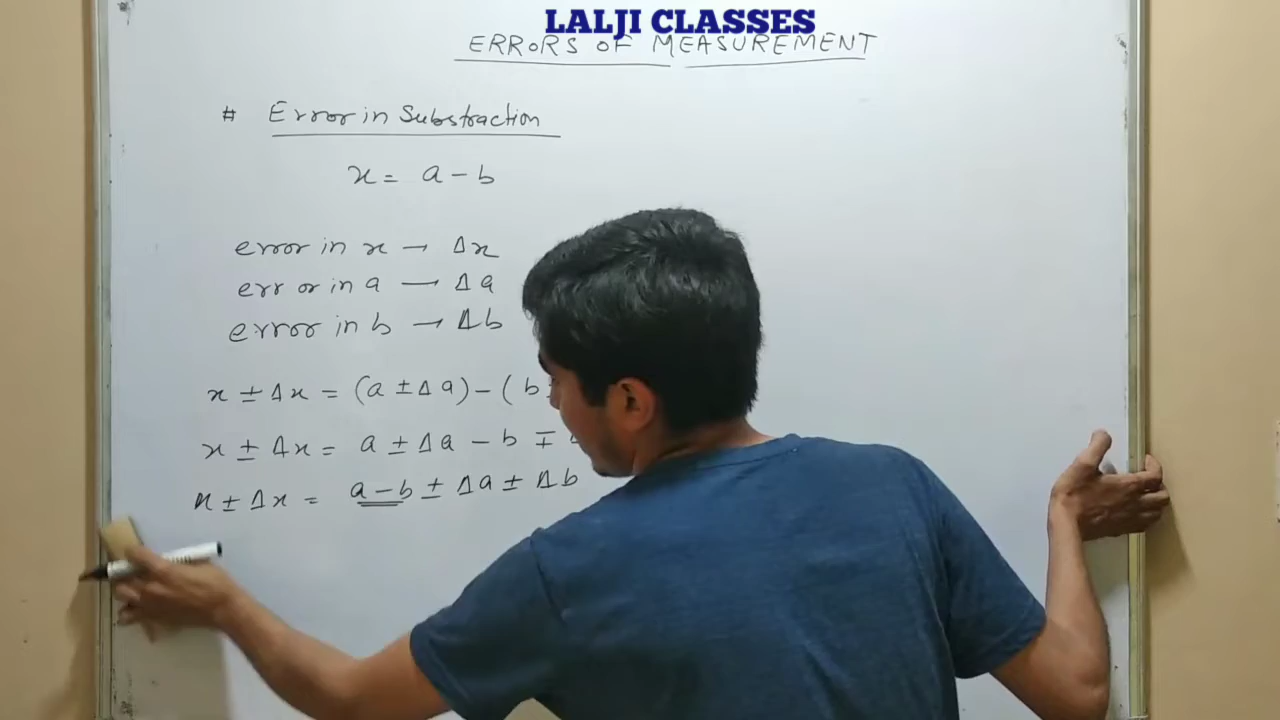 LALJI CLASSES
ERRORS OF MEASUREMENT
# Error in Substraction
x = a - b
error in x → Δx
error in a → Δa
error in b → Δb
x ± Δx = (a ± Δa) - (b
x ± Δx = a ± Δa - b ∓
x ± Δx = a - b ± Δa ± Δb